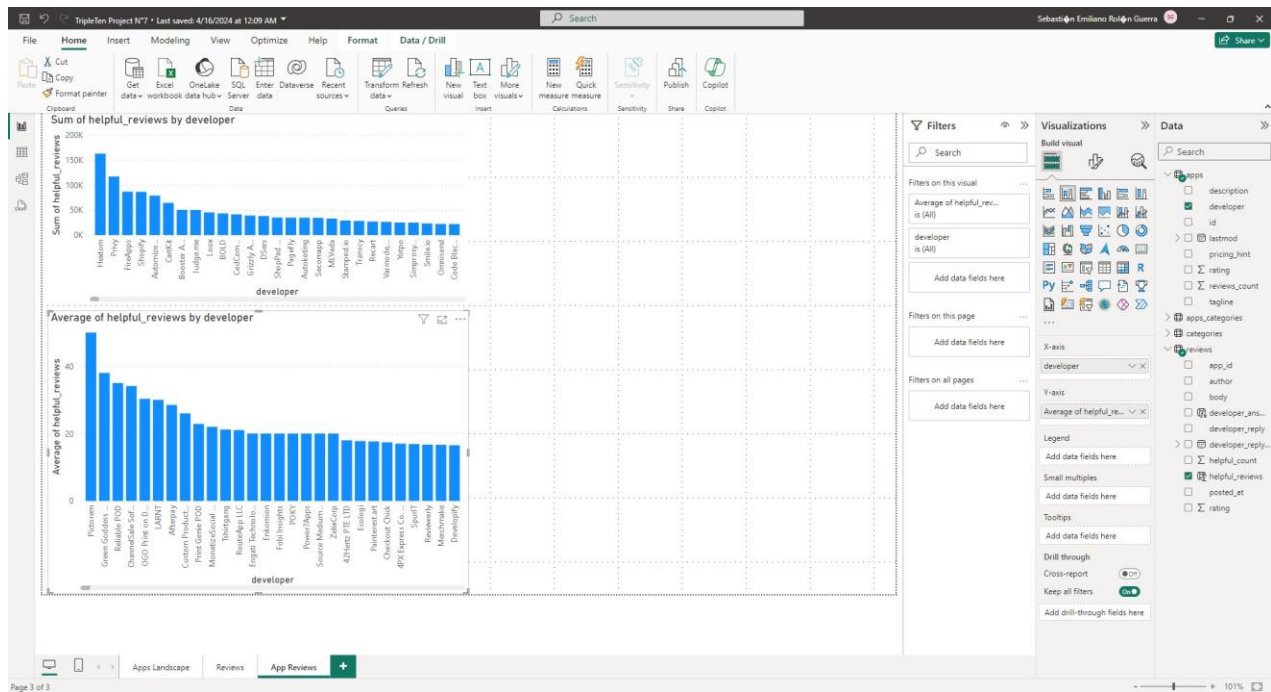 TripleTen Project N°7 • Last saved: 4/16/2024 at 12:09 AM
Search
Sebasti�n Emiliano Rol�n Guerra
File Home Insert Modeling View Optimize Help Format Data / Drill
Share
Paste
Cut
Copy
Format painter
Get data
Excel workbook
OneLake data hub
SQL Server
Enter data
Dataverse
Recent sources
Transform data
Refresh
New visual
Text box
More visuals
New measure
Quick measure
Sensitivity
Publish
Copilot
Clipboard Data Queries Insert Calculations Sensitivity Share Copilot
Sum of helpful_reviews by developer
Sum of helpful_reviews
200K
150K
100K
50K
0K
Hextom
Privy
FireApps
Shopify
Automize...
CartKit
Booster A...
Judge.me
Loox
BOLD
CedCom...
Grizzly A...
DSers
ShopPad ...
PageFly
Autoketing
Secomapp
MLVeda
Stamped.io
Transcy
Recart
Varinode,...
Yotpo
Simprosy...
Smile.io
Omnisend
Code Blac...
developer
Average of helpful_reviews by developer
Average of helpful_reviews
40
20
0
Pictorem
Green Goddess ...
Reliable POD
ChannelSale Sof...
OGO Print on D...
LARNT
Afterpay
Custom Product...
Print Genie POD
MonetizeSocial ...
Tshirtgang
RouteApp LLC
Engati Technolo...
Enkomion
Fobi Insights
POKY
Power7Apps
Source Medium...
ZelixCorp
42Hertz PTE LTD
Ecologi
Painterest.art
Checkout Chick
4PX Express Co. ...
SpurIT
Reviewerly
Merchmake
Developify
developer
Filters
Search
Filters on this visual
Average of helpful_rev...
is (All)
developer
is (All)
Add data fields here
Filters on this page
Add data fields here
Filters on all pages
Add data fields here
Visualizations
Build visual
R
Py
X-axis
developer
Y-axis
Average of helpful_re...
Legend
Add data fields here
Small multiples
Add data fields here
Tooltips
Add data fields here
Drill through
Cross-report
Off
Keep all filters
On
Add drill-through fields here
Data
Search
apps
description
developer
id
lastmod
pricing_hint
rating
reviews_count
tagline
apps_categories
categories
reviews
app_id
author
body
developer_ans...
developer_reply
developer_reply...
helpful_count
helpful_reviews
posted_at
rating
Apps Landscape Reviews App Reviews
Page 3 of 3
101%